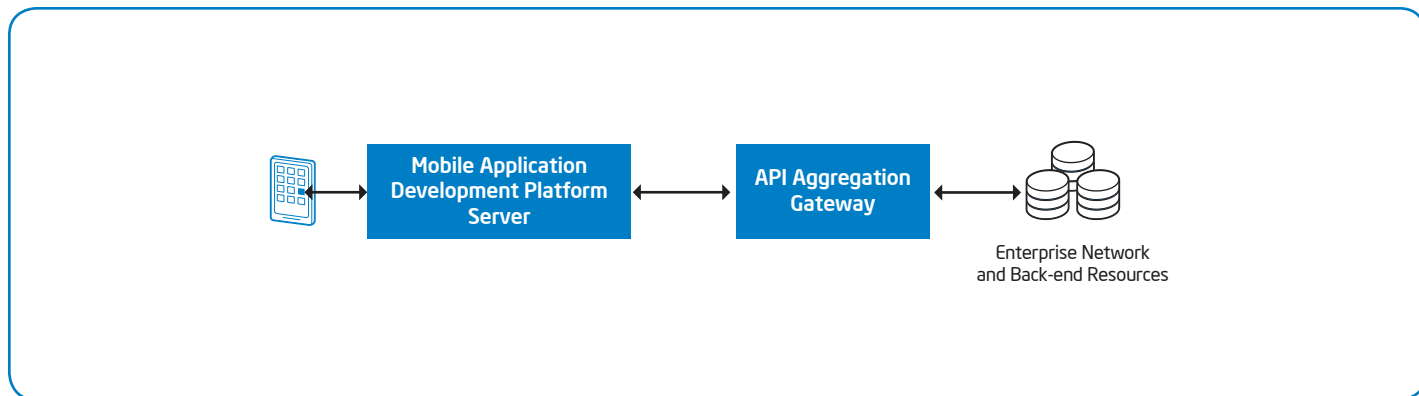 Mobile Application
Development Platform
Server
API Aggregation
Gateway
Enterprise Network
and Back-end Resources